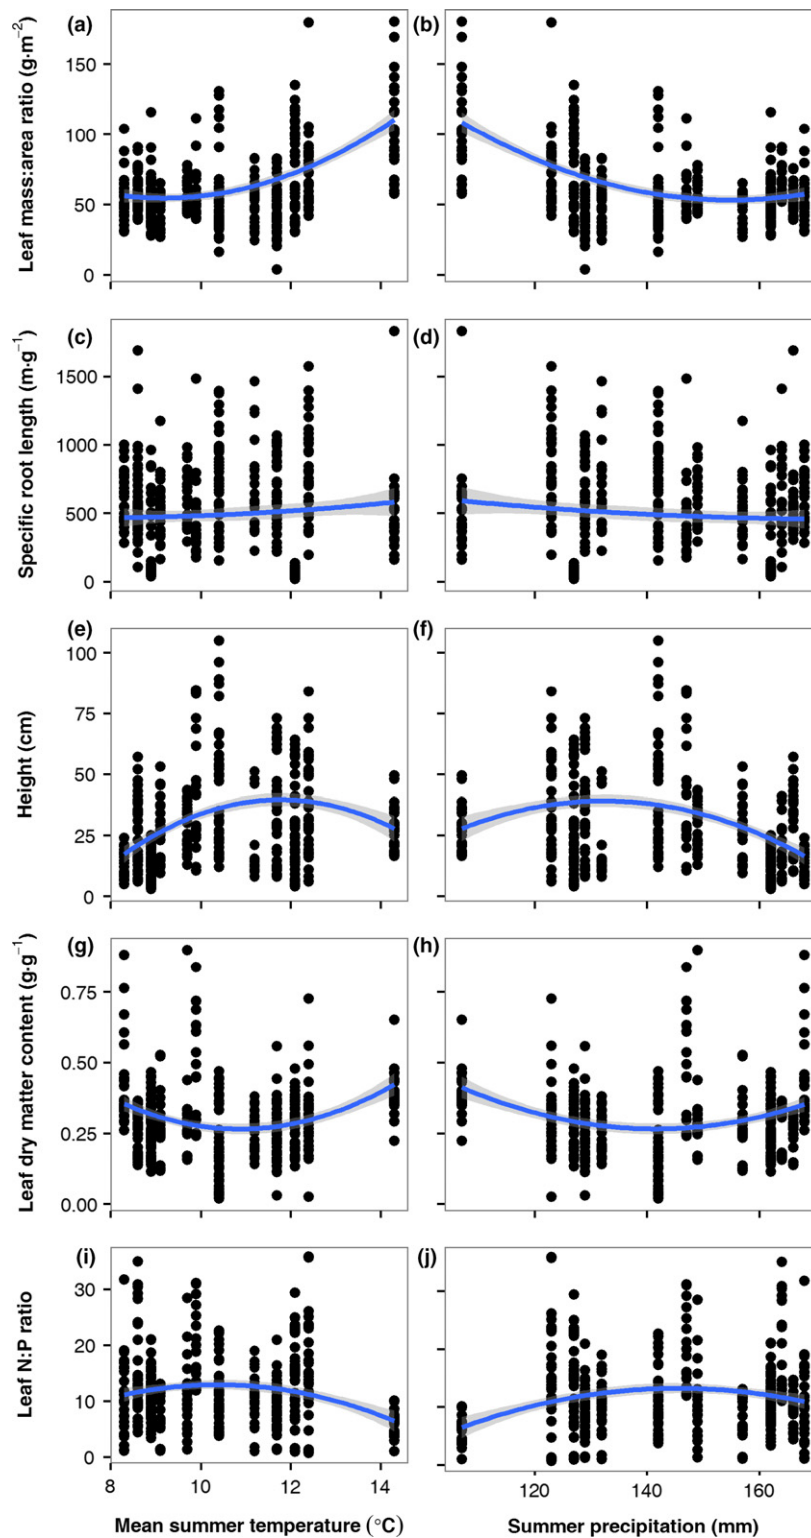 (a)
(b)
Leaf mass:area ratio (g·m⁻²)
150
100
50
0
(c)
(d)
Specific root length (m·g⁻¹)
1500
1000
500
0
(e)
(f)
Height (cm)
100
75
50
25
0
(g)
(h)
Leaf dry matter content (g·g⁻¹)
0.75
0.50
0.25
0.00
(i)
(j)
Leaf N:P ratio
30
20
10
0
8 10 12 14
120 140 160
Mean summer temperature (°C)
Summer precipitation (mm)